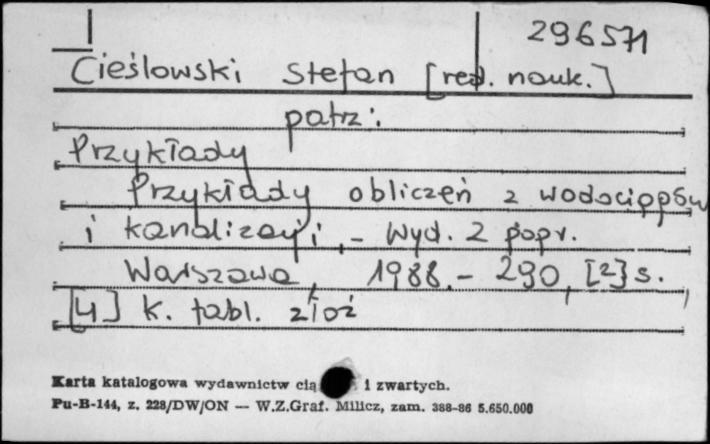 I
296571
Cieślowski Stefan [red. nauk.]
patrz:
Przykłady
Przykłady obliczeń z wodociągów
i kanalizacji, - Wyd. 2 popr.
Warszawa, 1988. - 290, [2] s.,
[4] k. tabl. złoż
Karta katalogowa wydawnictw i zwartych.
Pu-B-144, z. 228/DW/ON — W.Z.Graf. Milicz, zam. 388-86 5.650.000